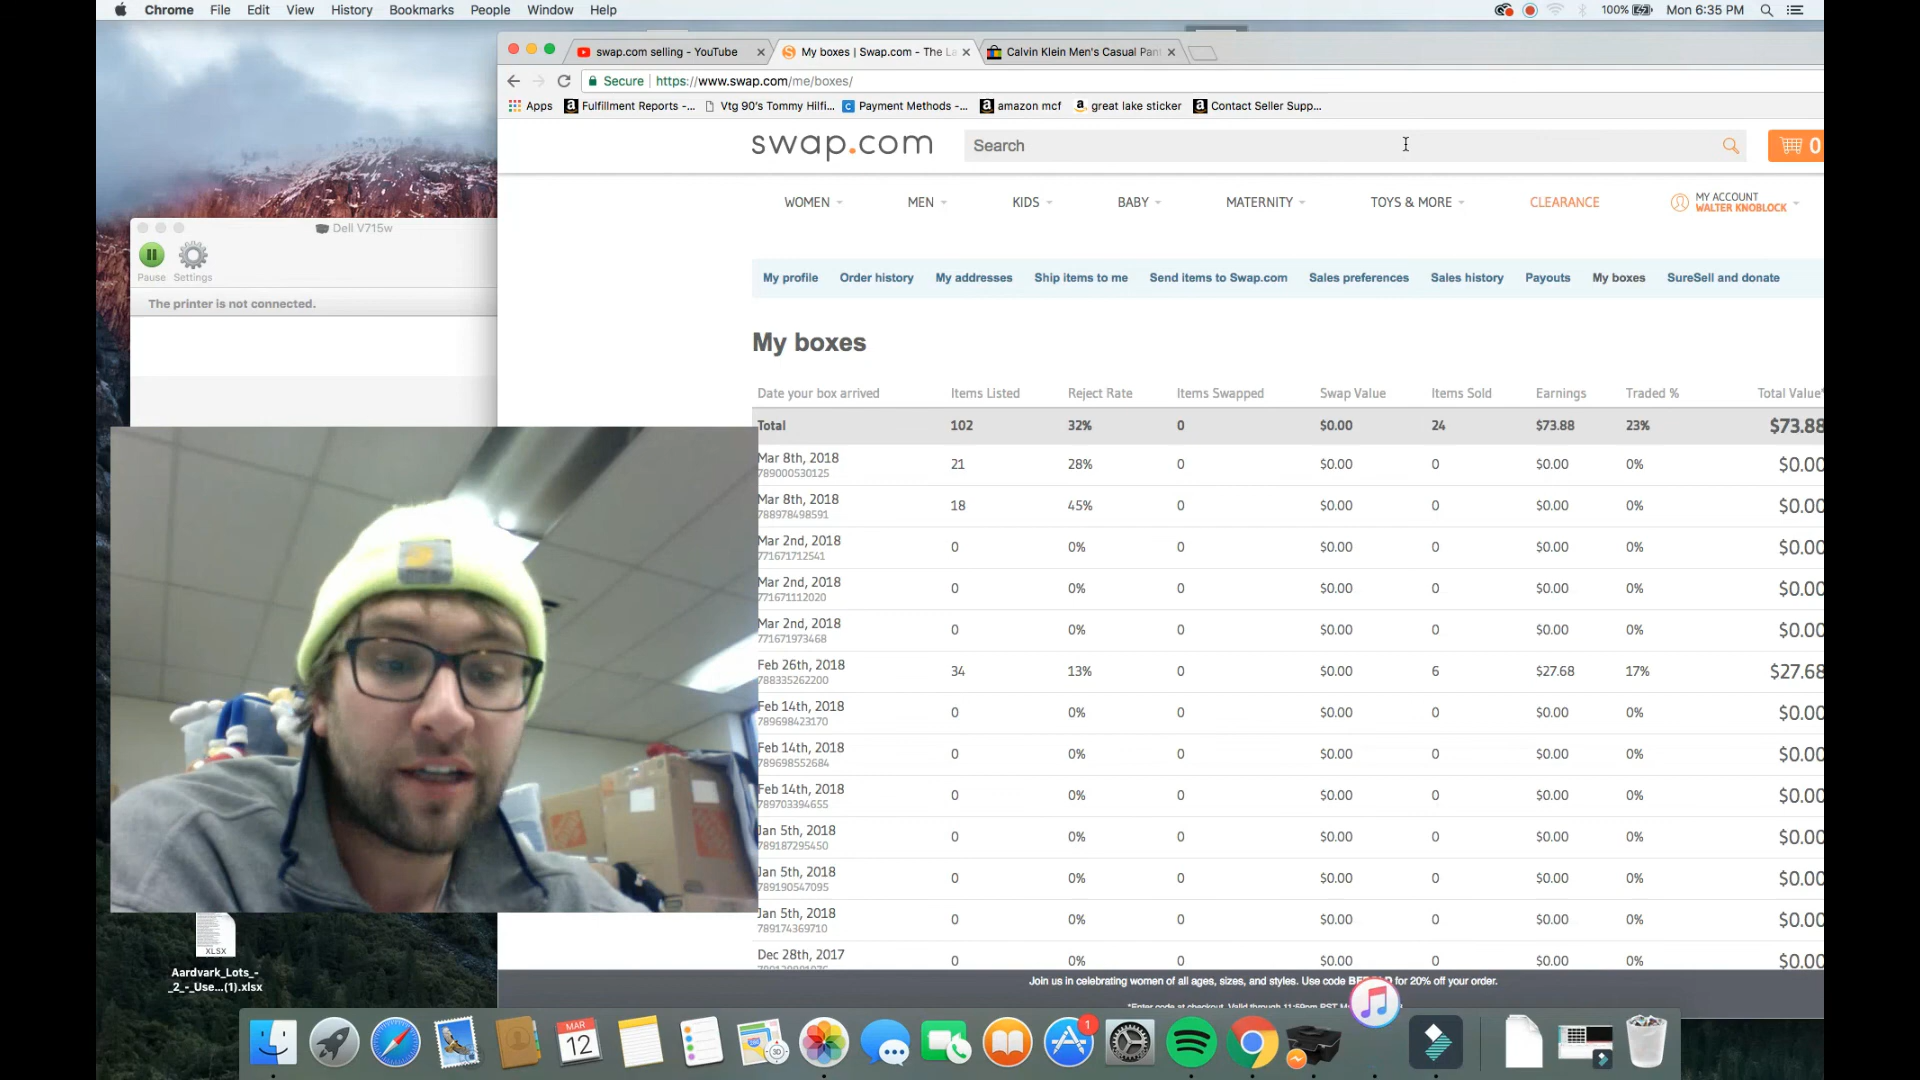 Chrome File Edit View History Bookmarks People Window Help 100% Mon 6:35 PM
swap.com selling - YouTube My boxes | Swap.com - The La Calvin Klein Men's Casual Pan
Secure https://www.swap.com/me/boxes/
Apps Fulfillment Reports -... Vtg 90's Tommy Hilfi... Payment Methods -... amazon mcf great lake sticker Contact Seller Supp...
swap.com Search 0
WOMEN MEN KIDS BABY MATERNITY TOYS & MORE CLEARANCE MY ACCOUNT
WALTER KNOBLOCK
Dell V715w
Pause Settings
The printer is not connected.
My profile Order history My addresses Ship items to me Send items to Swap.com Sales preferences Sales history Payouts My boxes SureSell and donate
My boxes
Date your box arrived Items Listed Reject Rate Items Swapped Swap Value Items Sold Earnings Traded % Total Value*
Total 102 32% 0 $0.00 24 $73.88 23% $73.88
Mar 8th, 2018 21 28% 0 $0.00 0 $0.00 0% $0.00
789000530125
Mar 8th, 2018 18 45% 0 $0.00 0 $0.00 0% $0.00
788978498591
Mar 2nd, 2018 0 0% 0 $0.00 0 $0.00 0% $0.00
771671712541
Mar 2nd, 2018 0 0% 0 $0.00 0 $0.00 0% $0.00
771671112020
Mar 2nd, 2018 0 0% 0 $0.00 0 $0.00 0% $0.00
771671973468
Feb 26th, 2018 34 13% 0 $0.00 6 $27.68 17% $27.68
788335262200
Feb 14th, 2018 0 0% 0 $0.00 0 $0.00 0% $0.00
789698423170
Feb 14th, 2018 0 0% 0 $0.00 0 $0.00 0% $0.00
789698552684
Feb 14th, 2018 0 0% 0 $0.00 0 $0.00 0% $0.00
789703394655
Jan 5th, 2018 0 0% 0 $0.00 0 $0.00 0% $0.00
789187295450
Jan 5th, 2018 0 0% 0 $0.00 0 $0.00 0% $0.00
789190547095
Jan 5th, 2018 0 0% 0 $0.00 0 $0.00 0% $0.00
789174369710
Dec 28th, 2017 0 0% 0 $0.00 0 $0.00 0% $0.00
Join us in celebrating women of all ages, sizes, and styles. Use code for 20% off your order.
XLSX
Aardvark_Lots_-
_2_-_Use...(1).xlsx
MAR
12
1